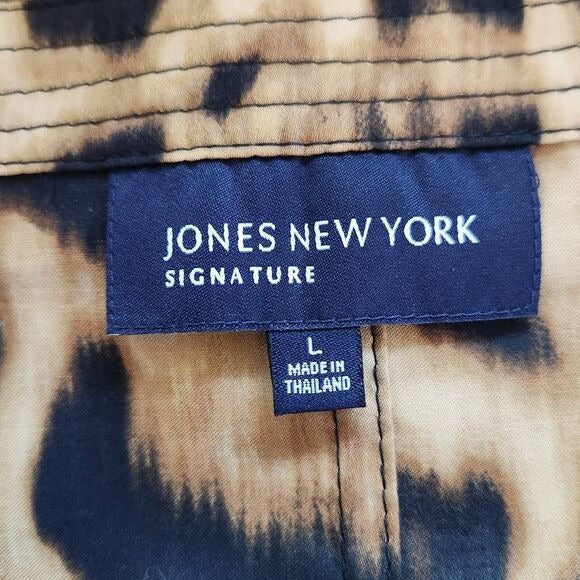 JONES NEW YORK
SIGNATURE
L
MADE IN
THAILAND